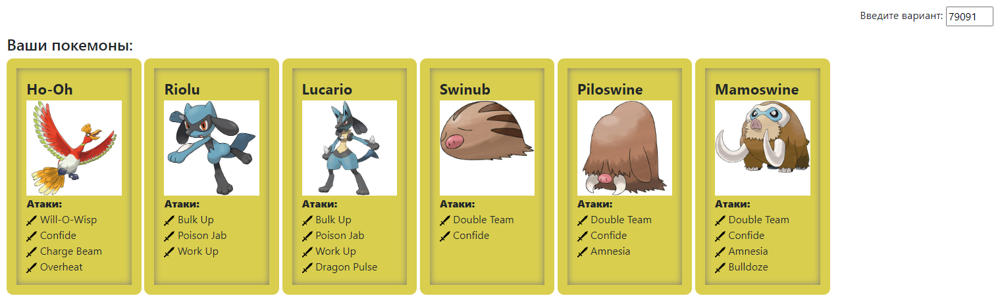 Введите вариант: 79091
Ваши покемоны:
Ho-Oh
Атаки:
Will-O-Wisp
Confide
Charge Beam
Overheat
Riolu
Атаки:
Bulk Up
Poison Jab
Work Up
Lucario
Атаки:
Bulk Up
Poison Jab
Work Up
Dragon Pulse
Swinub
Атаки:
Double Team
Confide
Piloswine
Атаки:
Double Team
Confide
Amnesia
Mamoswine
Атаки:
Double Team
Confide
Amnesia
Bulldoze